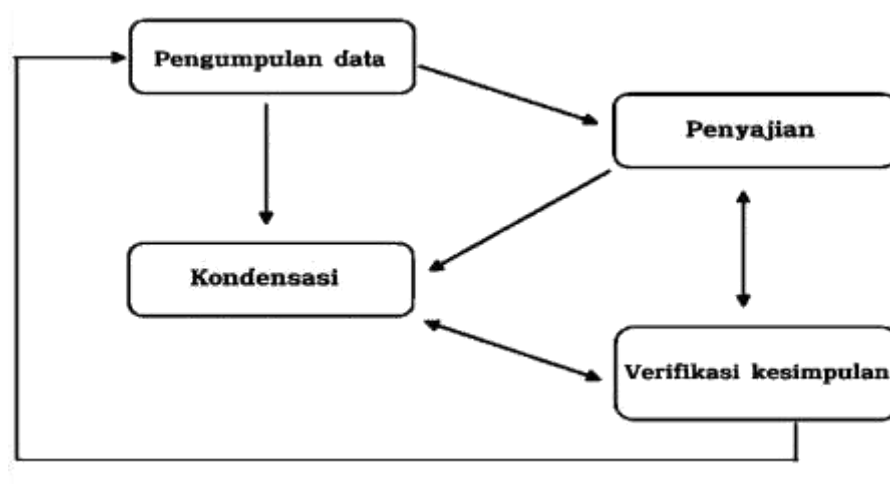 Pengumpulan data
Penyajian
Kondensasi
Verifikasi kesimpulan